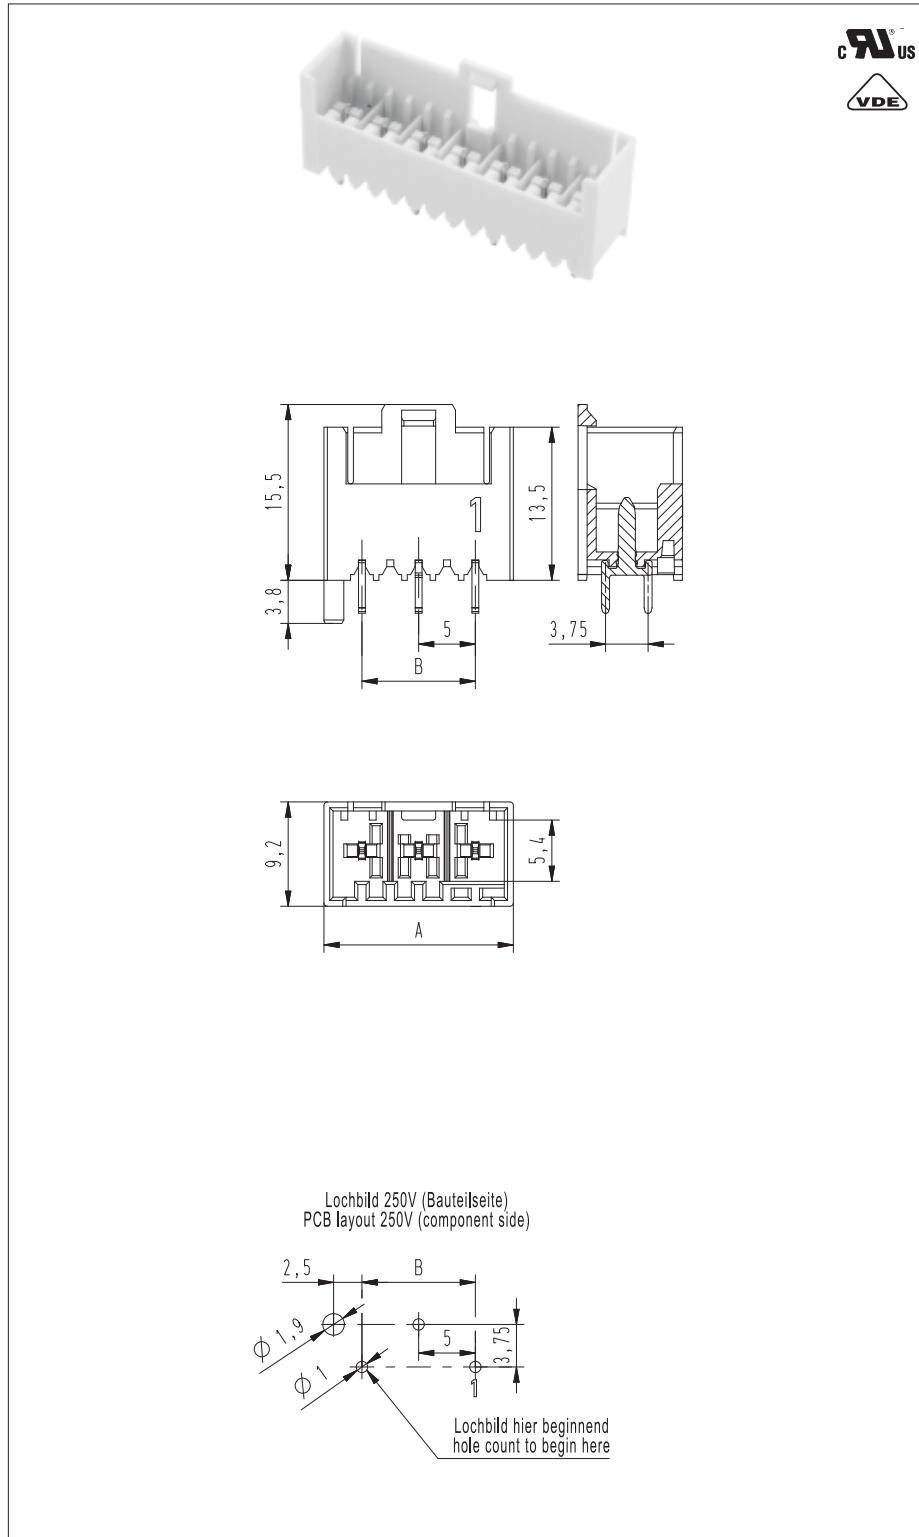 c RU ® US
VDE
15,5
13,5
1
3,8
5
B
3,75
9,2
5,4
A
Lochbild 250V (Bauteilseite)
PCB layout 250V (component side)
2,5
B
Ø 1,9
5
3,75
Ø 1
1
Lochbild hier beginnend
hole count to begin here